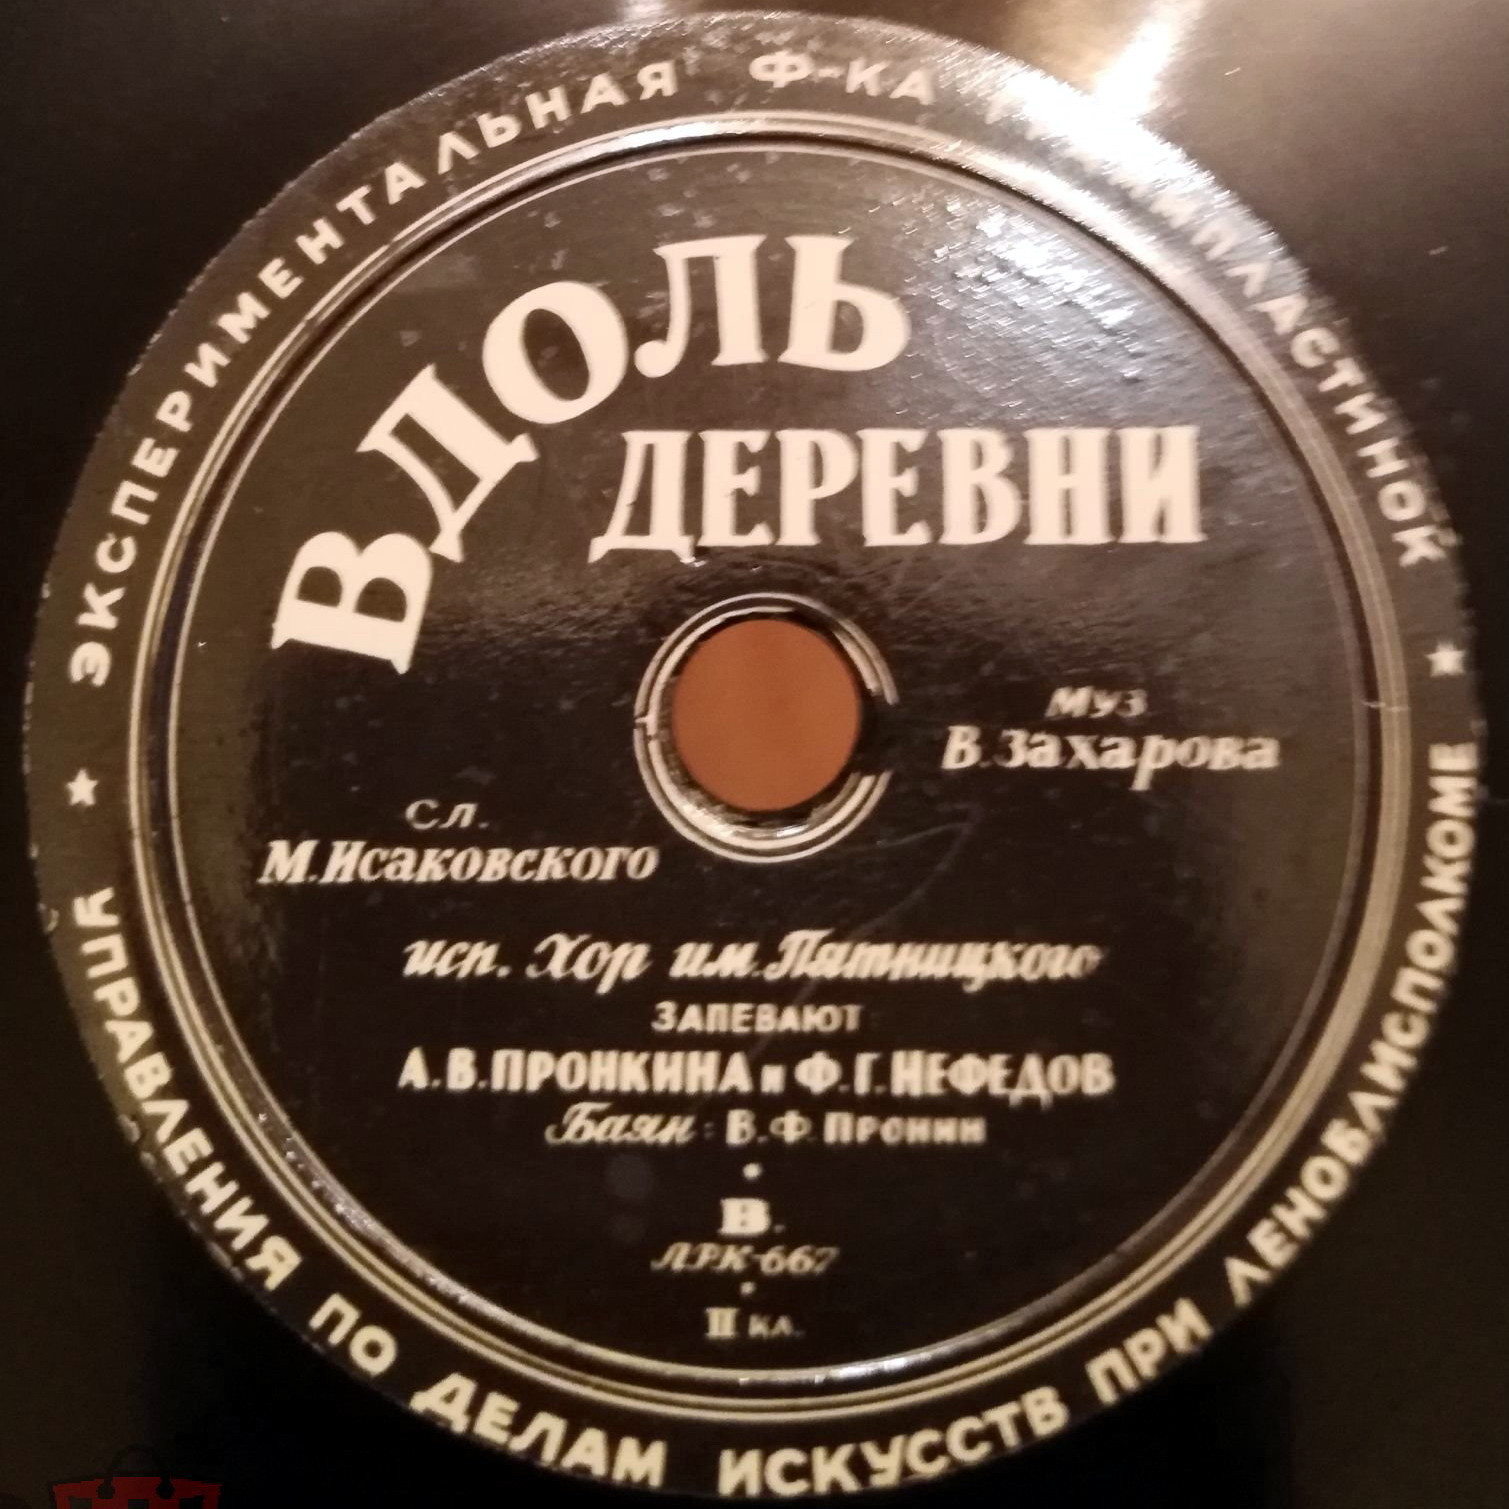 ЭКСПЕРИМЕНТАЛЬНАЯ Ф-КА ГРАМПЛАСТИНОК
ВДОЛЬ
ДЕРЕВНИ
Муз
В.Захарова
Сл.
М.Исаковского
исп. Хор им.Пятницкого
ЗАПЕВАЮТ
А.В.ПРОНКИНА и Ф.Г.НЕФЕДОВ
Баян: В.Ф.Пронин
В.
ЛРК-667
II КЛ.
★ УПРАВЛЕНИЯ ПО ДЕЛАМ ИСКУССТВ ПРИ ЛЕНОБЛИСПОЛКОМЕ ★